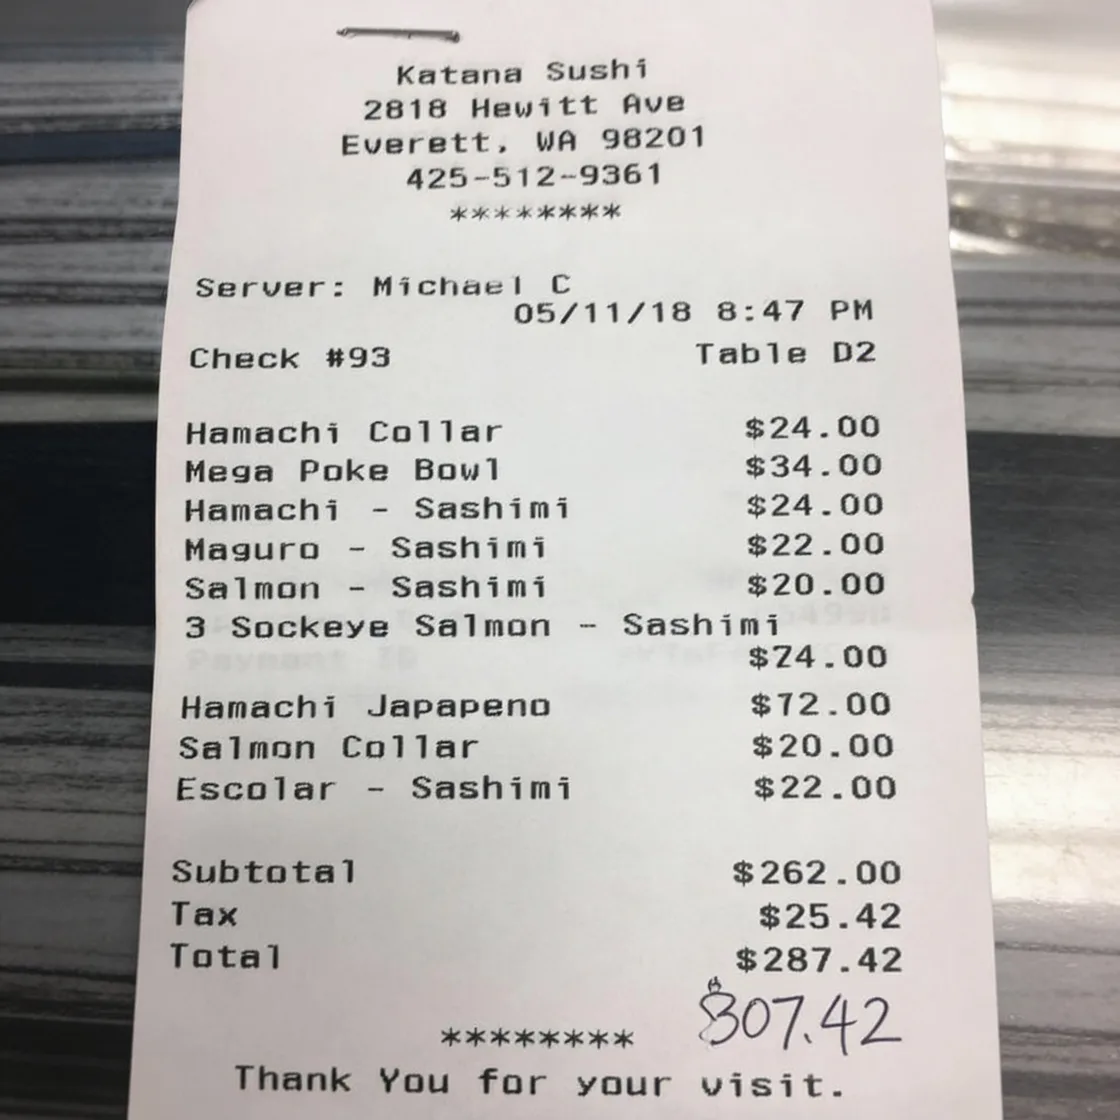 Katana Sushi
2818 Hewitt Ave
Everett, WA 98201
425-512-9361
********
Server: Michael C
05/11/18 8:47 PM
Check #93 Table D2
Hamachi Collar $24.00
Mega Poke Bowl $34.00
Hamachi - Sashimi $24.00
Maguro - Sashimi $22.00
Salmon - Sashimi $20.00
3 Sockeye Salmon - Sashimi
$74.00
Hamachi Japapeno $72.00
Salmon Collar $20.00
Escolar - Sashimi $22.00
Subtotal $262.00
Tax $25.42
Total $287.42
$307.42
*********
Thank You for your visit.